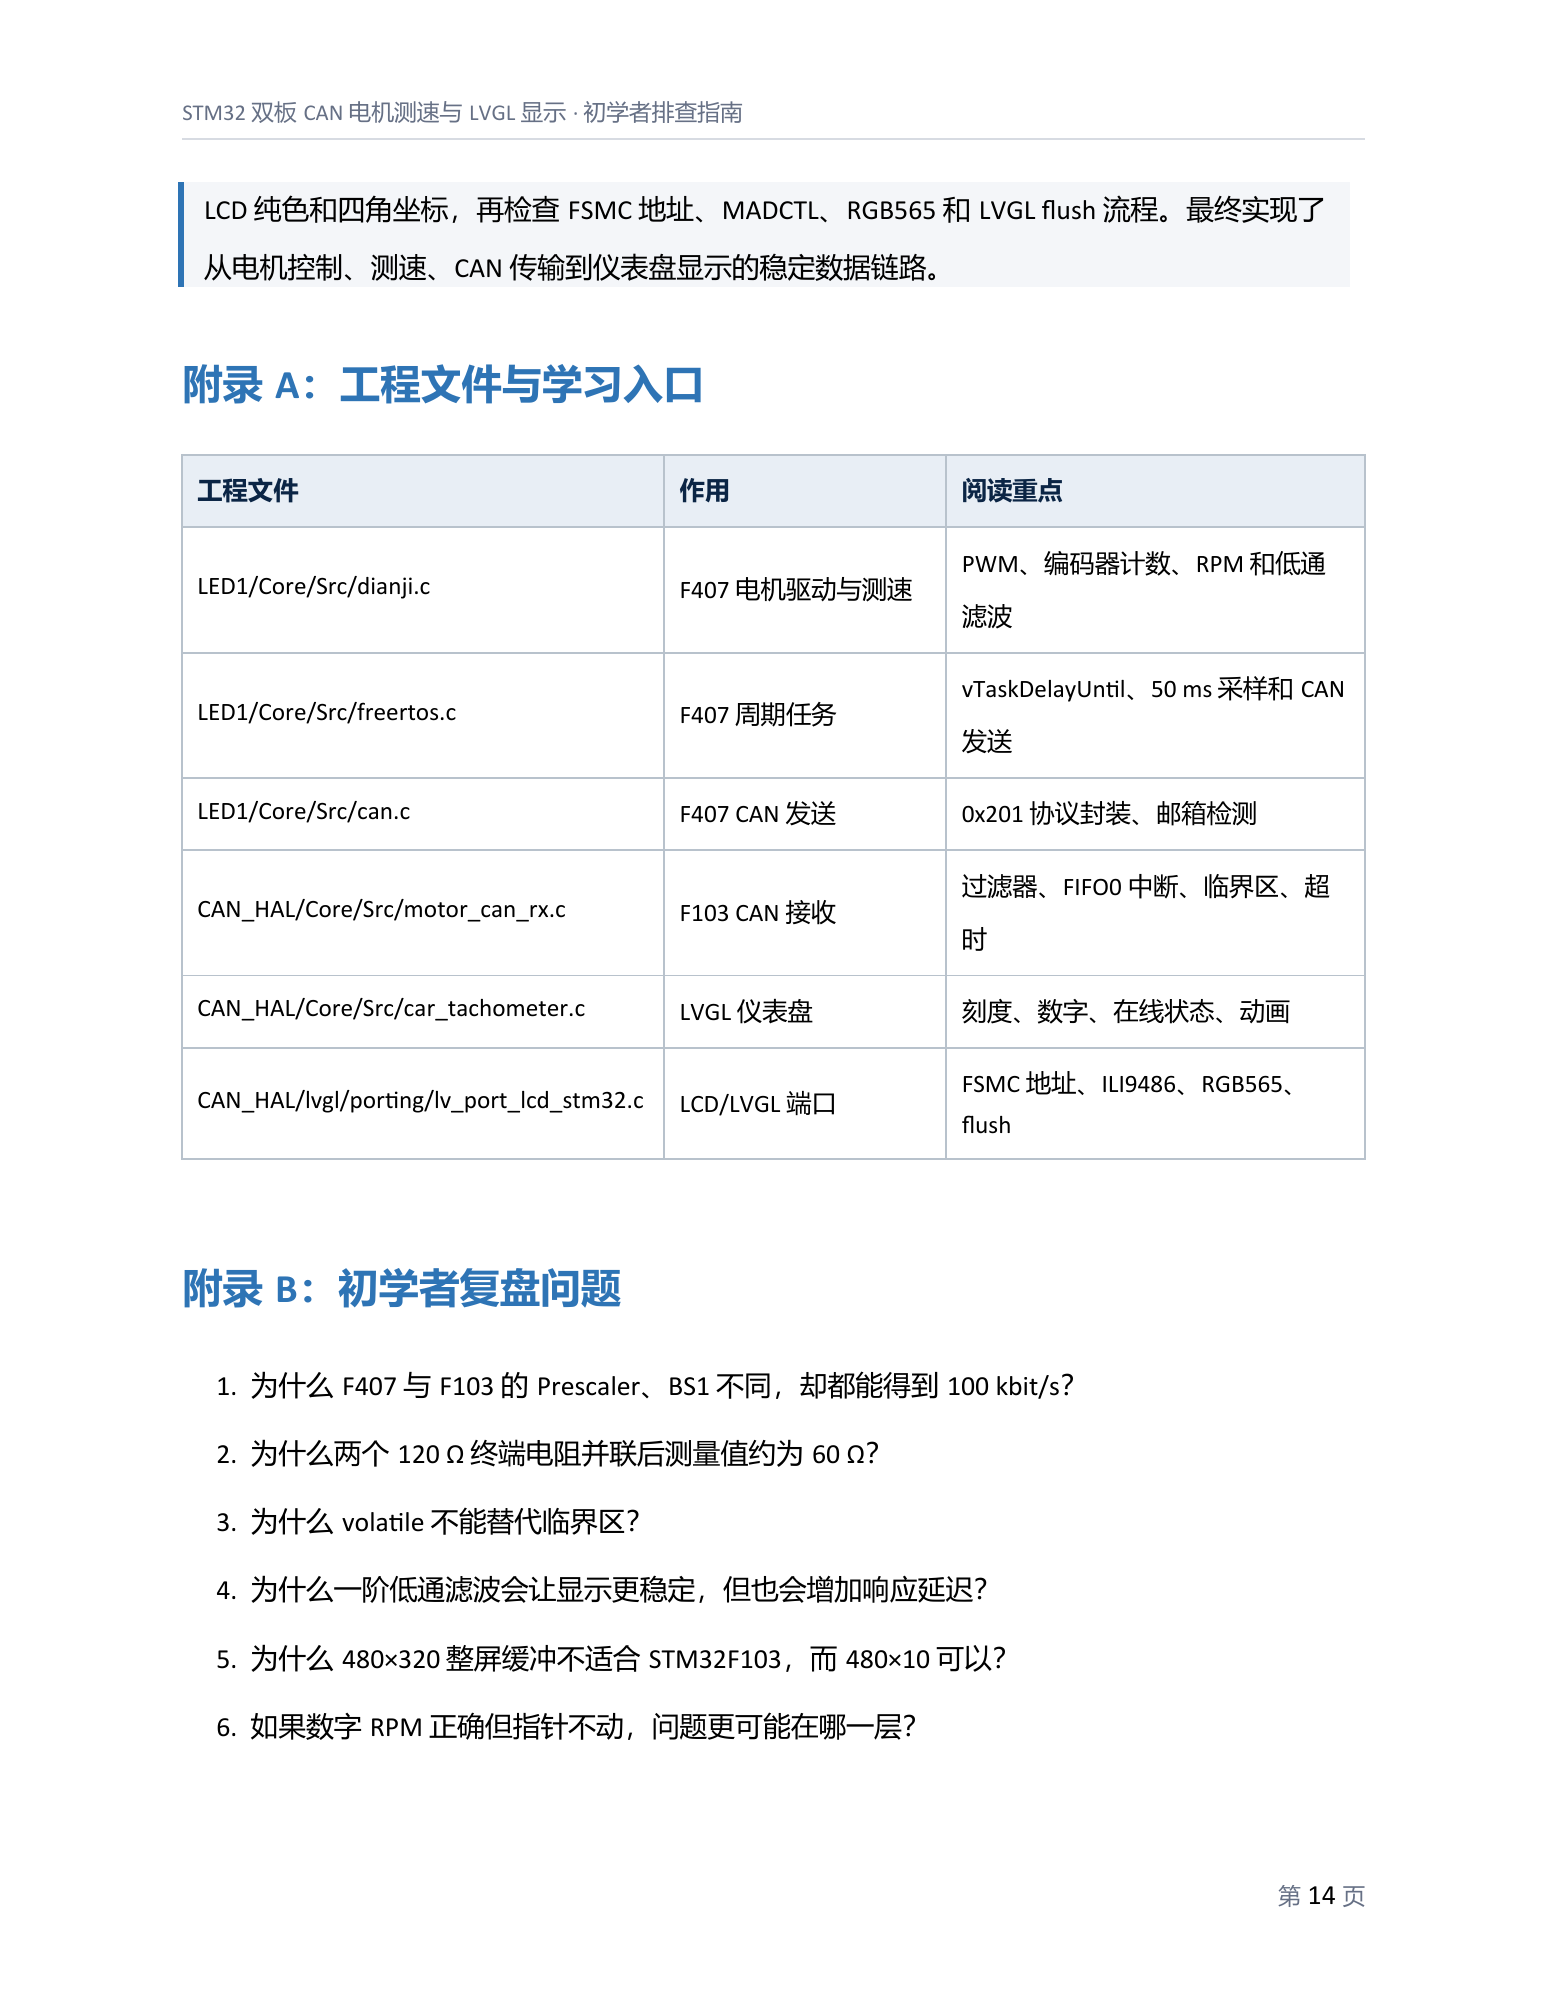 STM32 双板 CAN 电机测速与 LVGL 显示 · 初学者排查指南
LCD 纯色和四角坐标，再检查 FSMC 地址、MADCTL、RGB565 和 LVGL flush 流程。最终实现了
从电机控制、测速、CAN 传输到仪表盘显示的稳定数据链路。
附录 A：工程文件与学习入口
工程文件 作用 阅读重点
LED1/Core/Src/dianji.c F407 电机驱动与测速 PWM、编码器计数、RPM 和低通
滤波
LED1/Core/Src/freertos.c F407 周期任务 vTaskDelayUntil、50 ms 采样和 CAN
发送
LED1/Core/Src/can.c F407 CAN 发送 0x201 协议封装、邮箱检测
CAN_HAL/Core/Src/motor_can_rx.c F103 CAN 接收 过滤器、FIFO0 中断、临界区、超
时
CAN_HAL/Core/Src/car_tachometer.c LVGL 仪表盘 刻度、数字、在线状态、动画
CAN_HAL/lvgl/porting/lv_port_lcd_stm32.c LCD/LVGL 端口 FSMC 地址、ILI9486、RGB565、
flush
附录 B：初学者复盘问题
1. 为什么 F407 与 F103 的 Prescaler、BS1 不同，却都能得到 100 kbit/s？
2. 为什么两个 120 Ω 终端电阻并联后测量值约为 60 Ω？
3. 为什么 volatile 不能替代临界区？
4. 为什么一阶低通滤波会让显示更稳定，但也会增加响应延迟？
5. 为什么 480×320 整屏缓冲不适合 STM32F103，而 480×10 可以？
6. 如果数字 RPM 正确但指针不动，问题更可能在哪一层？
第 14 页